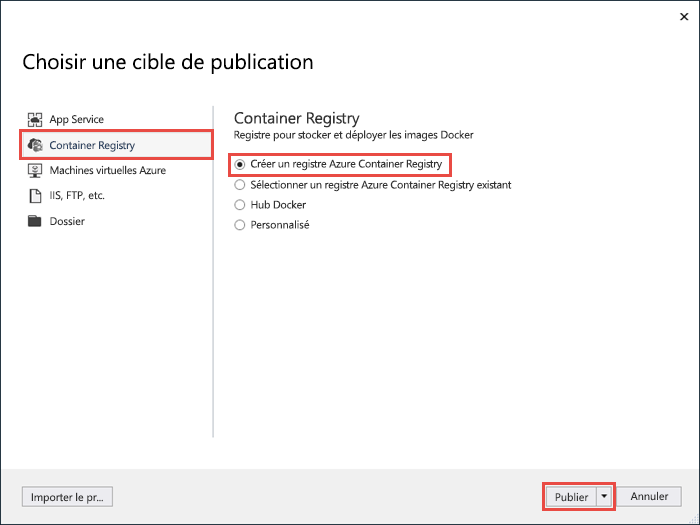 Choisir une cible de publication
App Service
Container Registry
Machines virtuelles Azure
IIS, FTP, etc.
Dossier
Container Registry
Registre pour stocker et déployer les images Docker
Créer un registre Azure Container Registry
Sélectionner un registre Azure Container Registry existant
Hub Docker
Personnalisé
Importer le pr...
Publier
Annuler